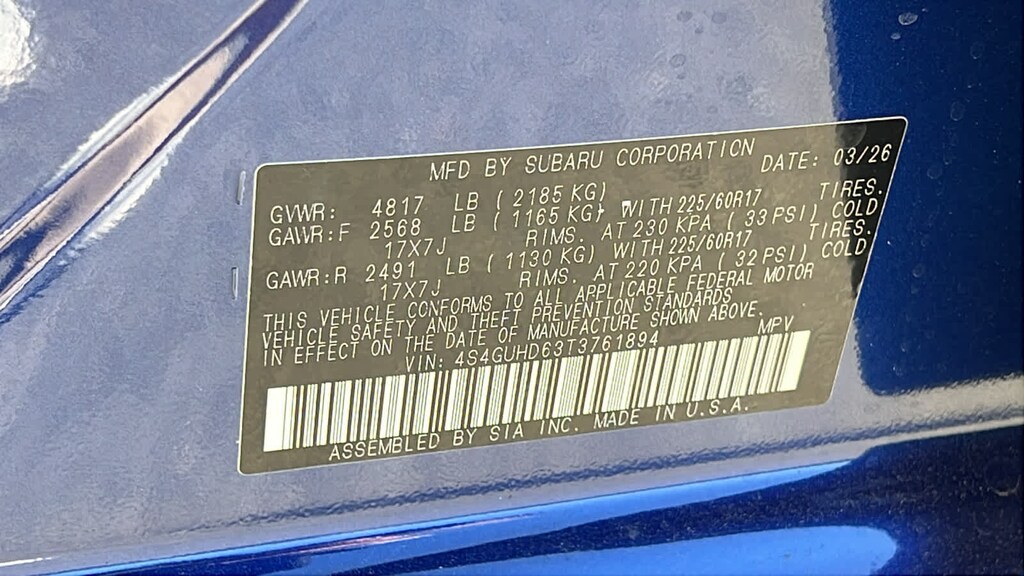 MFD BY SUBARU CORPORATION DATE: 03/26
GVWR: 4817 LB ( 2185 KG)
GAWR:F 2568 LB ( 1165 KG) WITH 225/60R17 TIRES.
17X7J RIMS. AT 230 KPA ( 33 PSI) COLD
GAWR:R 2491 LB ( 1130 KG) WITH 225/60R17 TIRES.
17X7J RIMS. AT 220 KPA ( 32 PSI) COLD
THIS VEHICLE CONFORMS TO ALL APPLICABLE FEDERAL MOTOR
VEHICLE SAFETY AND THEFT PREVENTION STANDARDS
IN EFFECT ON THE DATE OF MANUFACTURE SHOWN ABOVE.
VIN: 4S4GUHD63T3761894 MPV
ASSEMBLED BY SIA INC. MADE IN U.S.A.